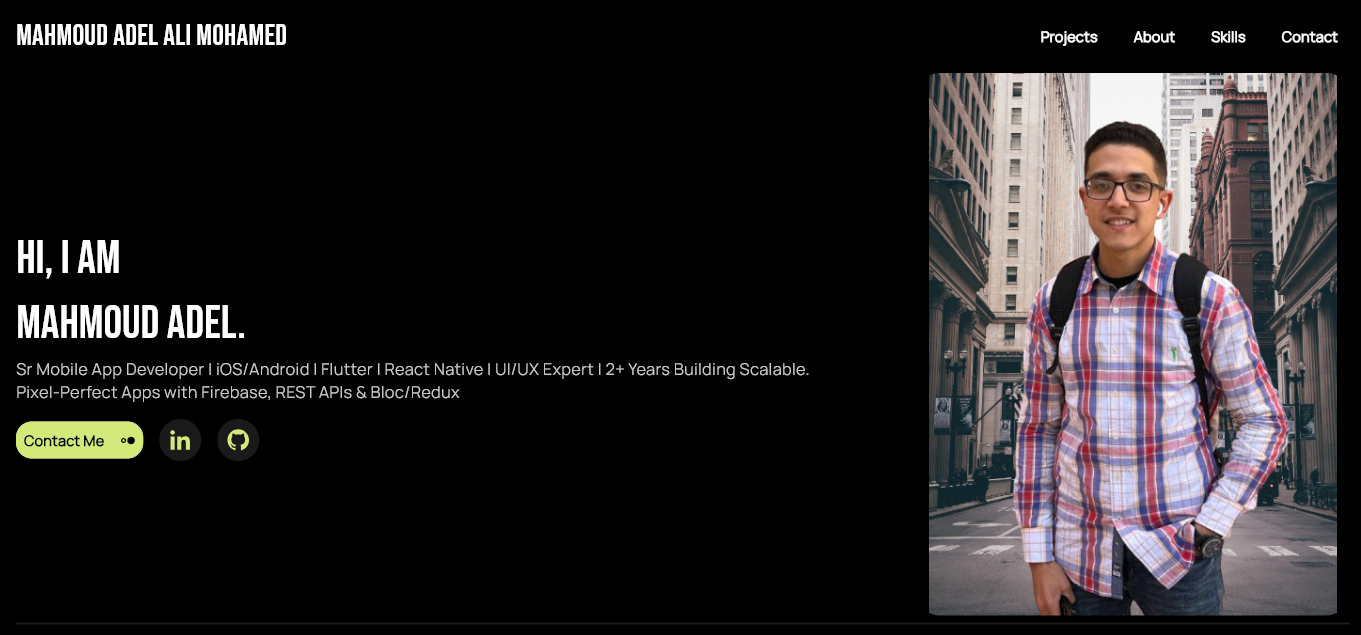 MAHMOUD ADEL ALI MOHAMED
Projects About Skills Contact
HI, I AM
MAHMOUD ADEL.
Sr Mobile App Developer | iOS/Android | Flutter | React Native | UI/UX Expert | 2+ Years Building Scalable.
Pixel-Perfect Apps with Firebase, REST APIs & Bloc/Redux
Contact Me
in